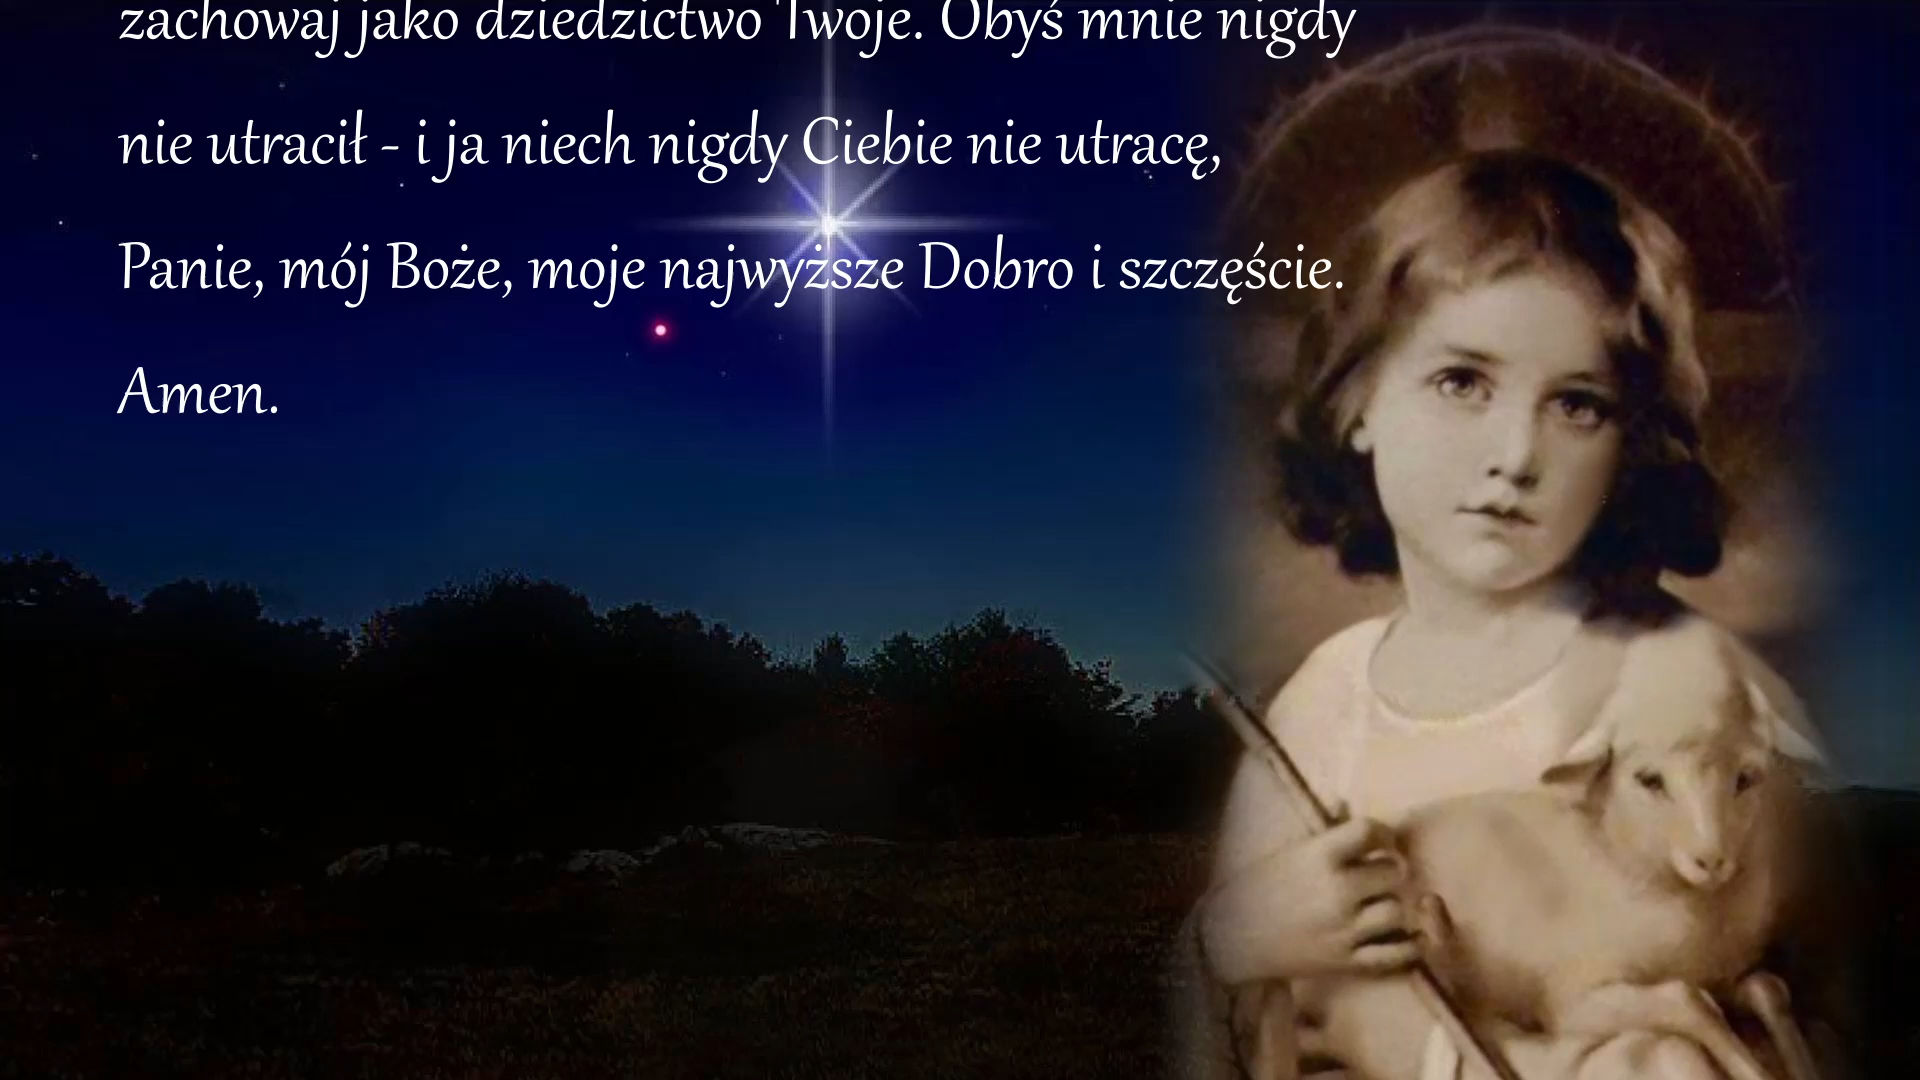 zachowaj jako dziedzictwo Twoje. Obyś mnie nigdy
nie utracił - i ja niech nigdy Ciebie nie utracę,
Panie, mój Boże, moje najwyższe Dobro i szczęście.
Amen.